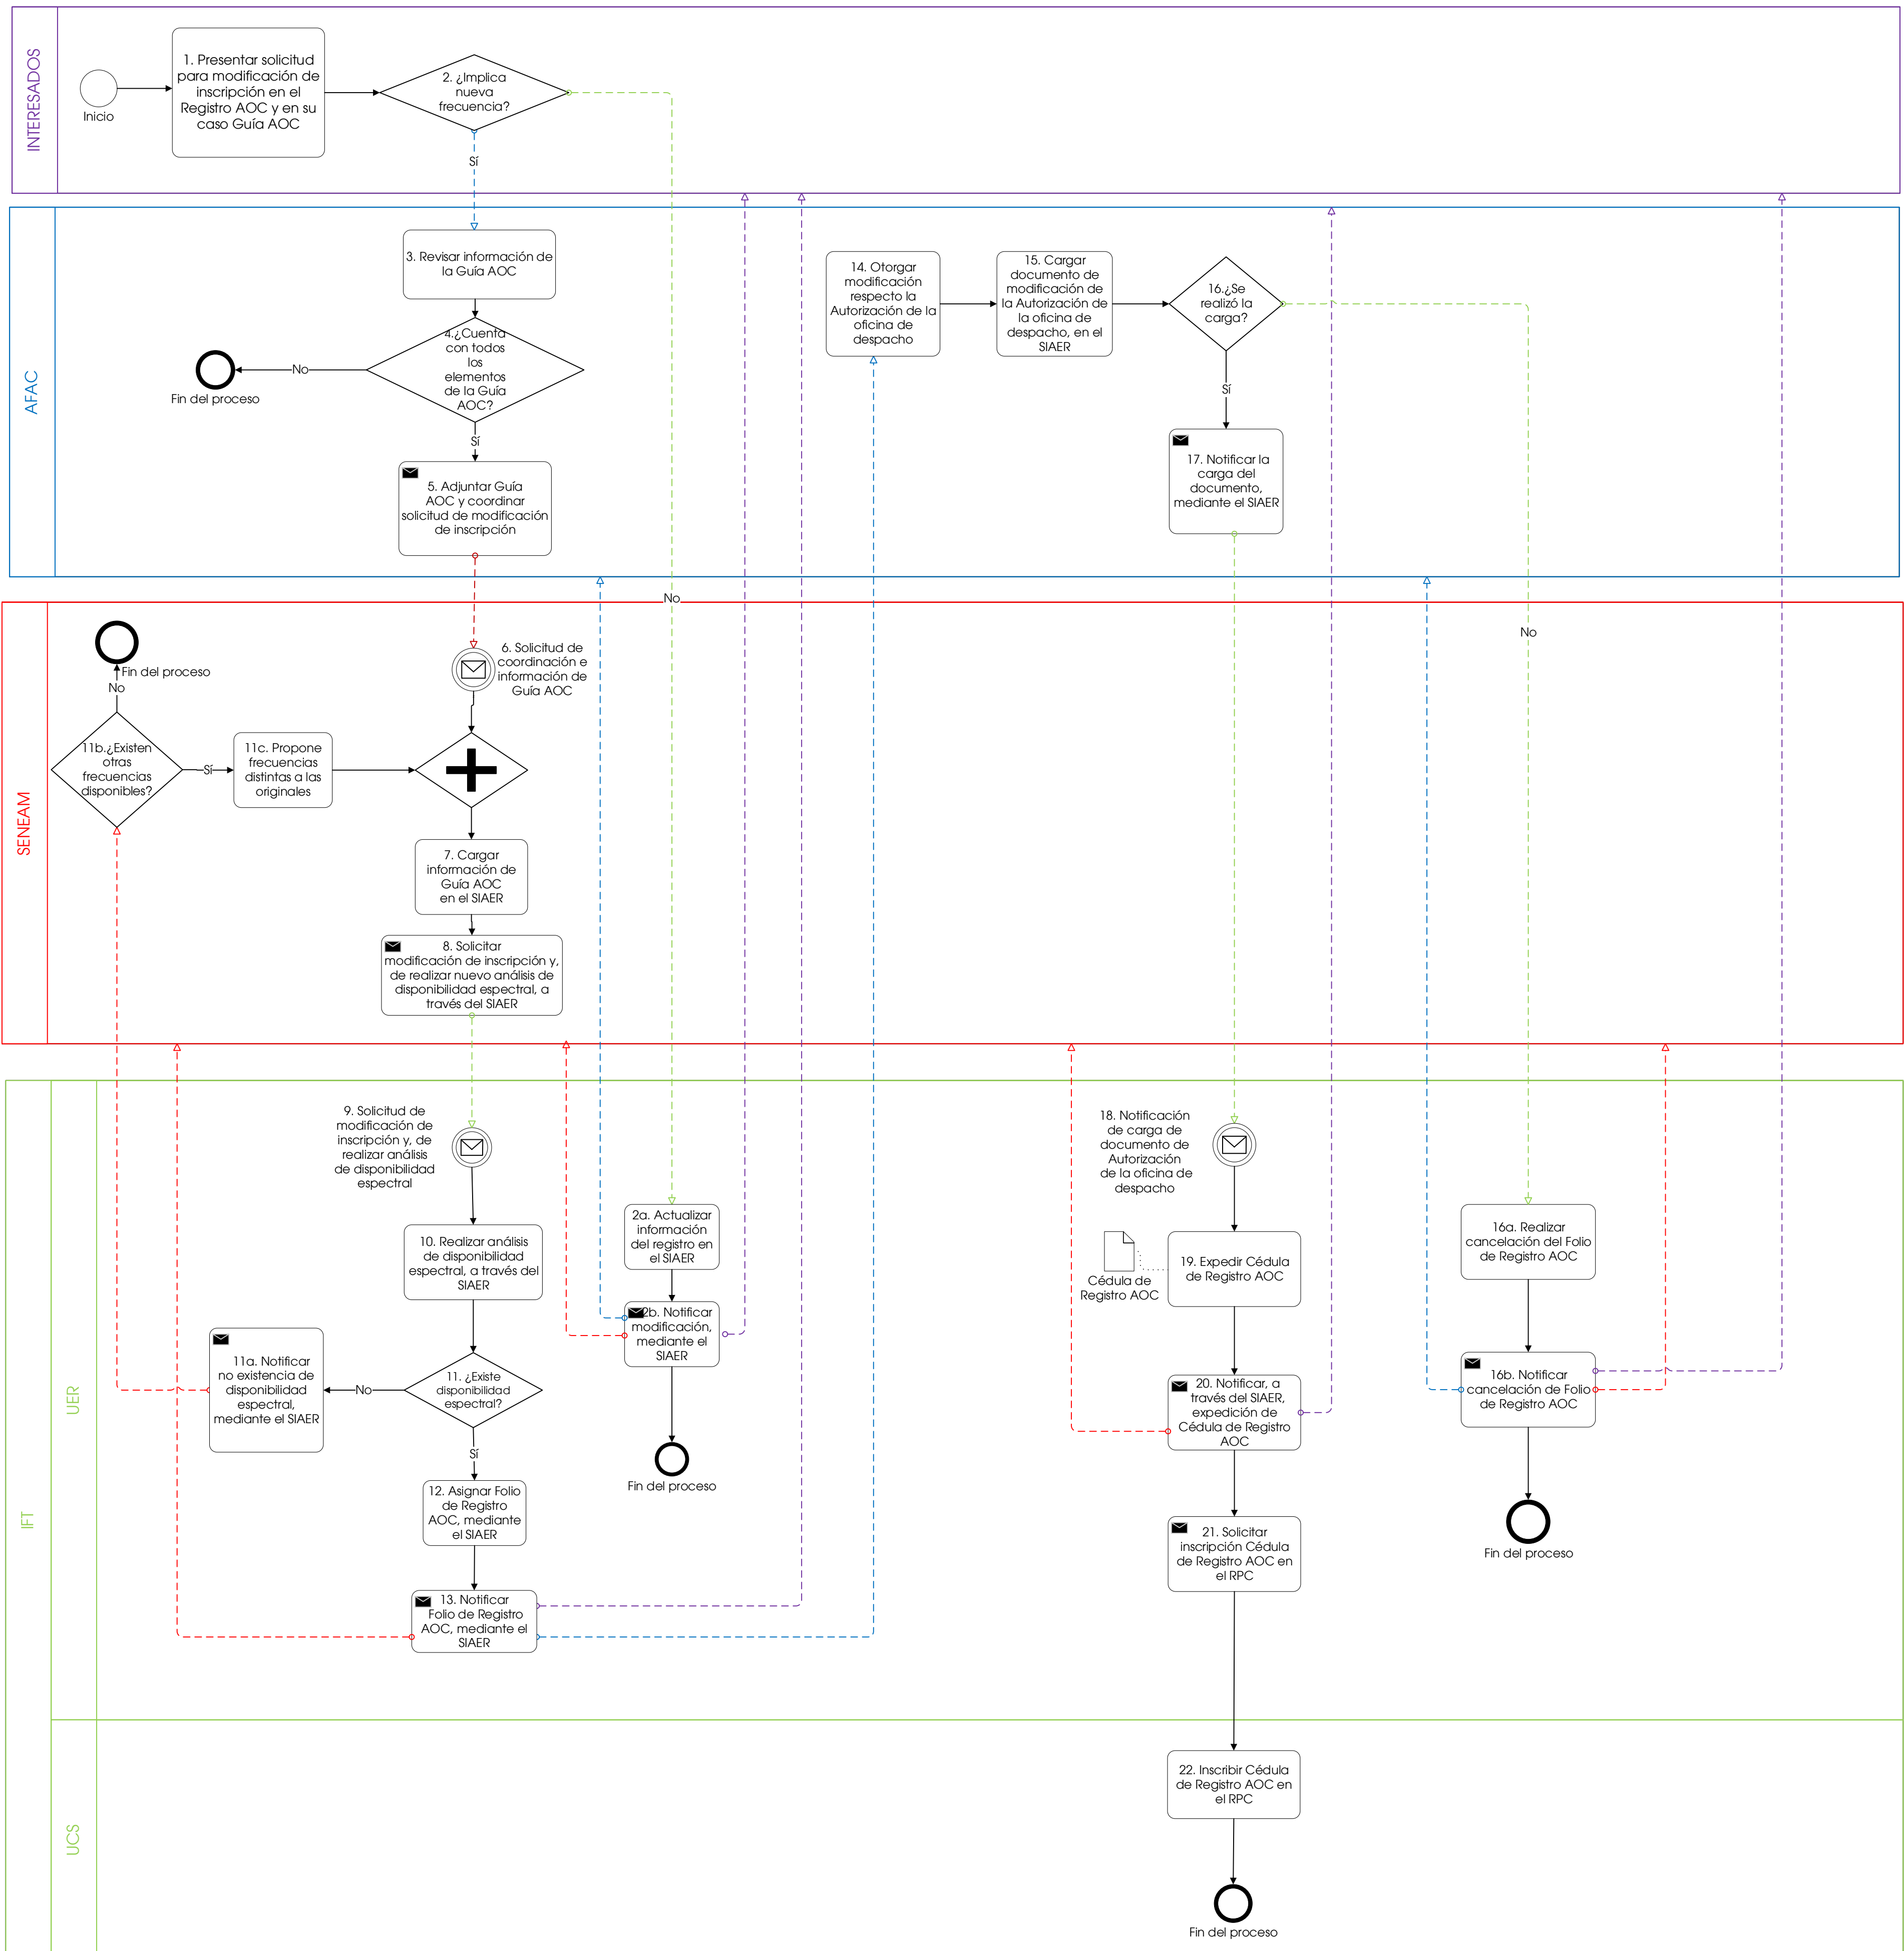 INTERESADOS
Inicio
1. Presentar solicitud
para modificación de
inscripción en el
Registro AOC y en su
caso Guía AOC
2. ¿Implica
nueva
frecuencia?
Sí
AFAC
3. Revisar información de
la Guía AOC
4.¿Cuenta
con todos
los
elementos
de la Guía
AOC?
No
Fin del proceso
Sí
5. Adjuntar Guía
AOC y coordinar
solicitud de modificación
de inscripción
14. Otorgar
modificación
respecto la
Autorización de la
oficina de
despacho
15. Cargar
documento de
modificación de
la Autorización de
la oficina de
despacho, en el
SIAER
16.¿Se
realizó la
carga?
Sí
17. Notificar la
carga del
documento,
mediante el SIAER
No
No
SENEAM
Fin del proceso
No
11b.¿Existen
otras
frecuencias
disponibles?
Sí
11c. Propone
frecuencias
distintas a las
originales
6. Solicitud de
coordinación e
información de
Guía AOC
7. Cargar
información de
Guía AOC
en el SIAER
8. Solicitar
modificación de inscripción y,
de realizar nuevo análisis de
disponibilidad espectral, a
través del SIAER
IFT
UER
9. Solicitud de
modificación de
inscripción y, de
realizar análisis
de disponibilidad
espectral
10. Realizar análisis
de disponibilidad
espectral, a través del
SIAER
11. ¿Existe
disponibilidad
espectral?
No
11a. Notificar
no existencia de
disponibilidad
espectral,
mediante el SIAER
Sí
12. Asignar Folio
de Registro
AOC, mediante
el SIAER
13. Notificar
Folio de Registro
AOC, mediante el
SIAER
2a. Actualizar
información
del registro en
el SIAER
2b. Notificar
modificación,
mediante el
SIAER
Fin del proceso
18. Notificación
de carga de
documento de
Autorización
de la oficina de
despacho
Cédula de
Registro AOC
19. Expedir Cédula
de Registro AOC
20. Notificar, a
través del SIAER,
expedición de
Cédula de Registro
AOC
21. Solicitar
inscripción Cédula
de Registro AOC en
el RPC
16a. Realizar
cancelación del Folio
de Registro AOC
16b. Notificar
cancelación de Folio
de Registro AOC
Fin del proceso
UCS
22. Inscribir Cédula
de Registro AOC en
el RPC
Fin del proceso